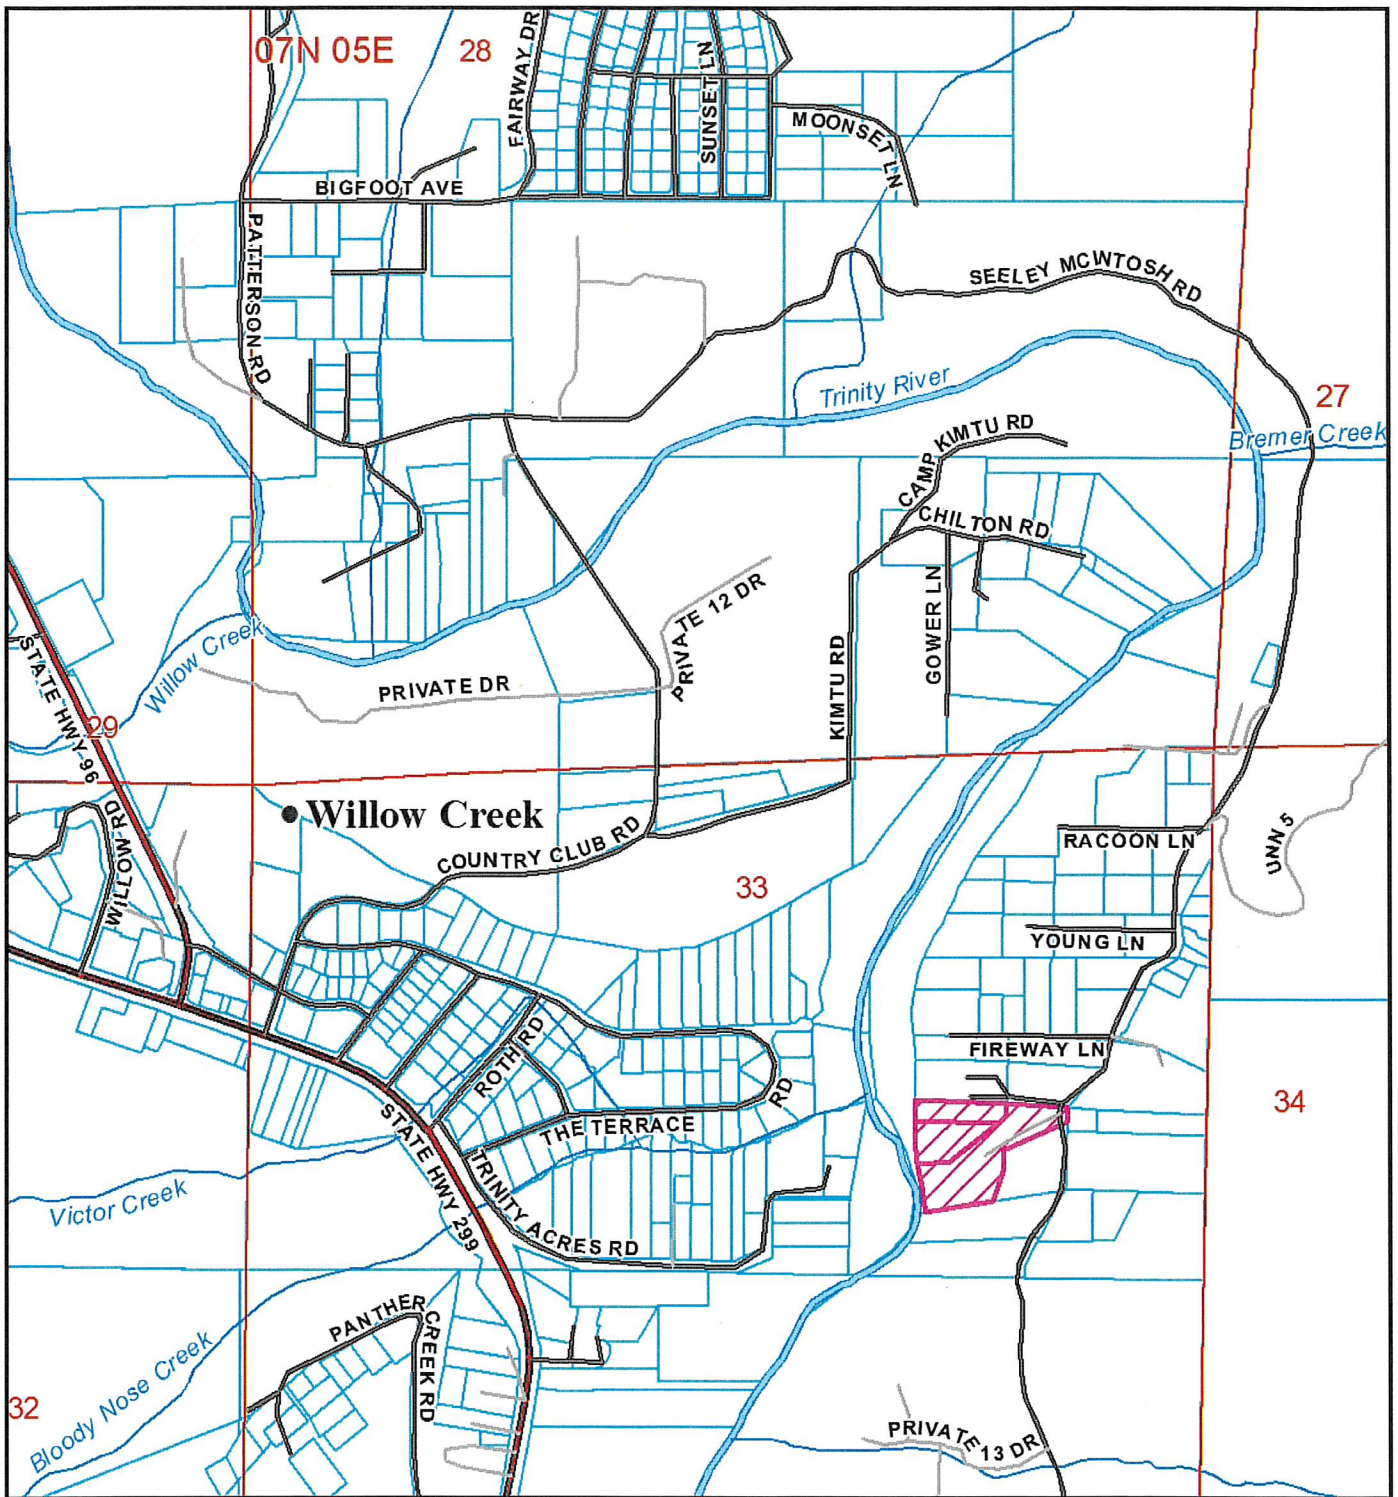 07N 05E
28
FAIRWAY DR
SUNSET LN
MOONSET LN
BIGFOOT AVE
PATTERSON RD
SEELEY MCINTOSH RD
Trinity River
27
CAMP KIMTU RD
Bremer Creek
CHILTON RD
GOWER LN
PRIVATE 12 DR
KIMTU RD
Willow Creek
PRIVATE DR
STATE HWY 96
29
WILLOW RD
Willow Creek
COUNTRY CLUB RD
33
RACOON LN
UNN 5
YOUNG LN
FIREWAY LN
ROTH RD
RD
THE TERRACE
34
STATE HWY 299
TRINITY ACRES RD
Victor Creek
PANTHER CREEK RD
Bloody Nose Creek
32
PRIVATE 13 DR